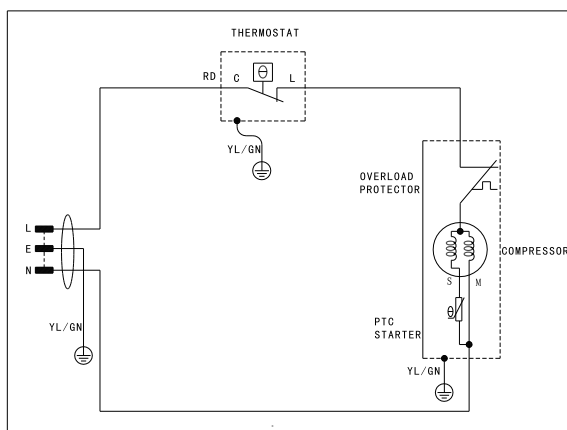 THERMOSTAT
RD C L
θ
YL/GN
OVERLOAD
PROTECTOR
L
E
N
COMPRESSOR
S M
θ
YL/GN
PTC
STARTER
YL/GN